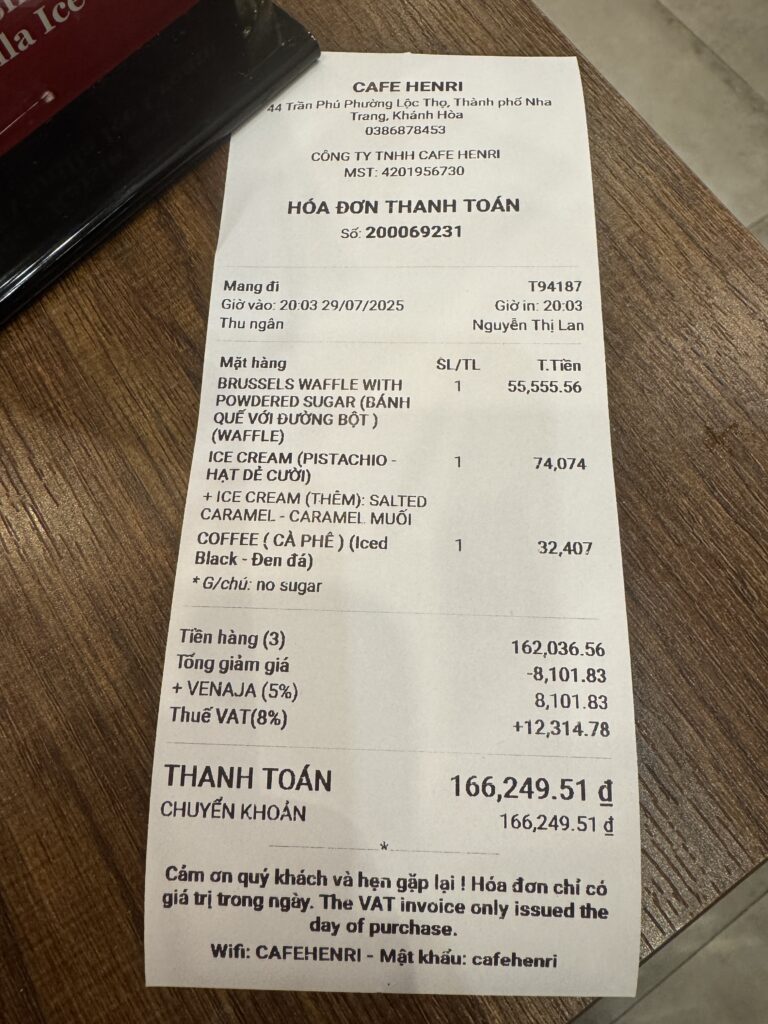 lla Ice
CAFE HENRI
44 Trần Phú Phường Lộc Thọ, Thành phố Nha
Trang, Khánh Hòa
0386878453
CÔNG TY TNHH CAFE HENRI
MST: 4201956730
HÓA ĐƠN THANH TOÁN
Số: 200069231
Mang đi T94187
Giờ vào: 20:03 29/07/2025 Giờ in: 20:03
Thu ngân Nguyễn Thị Lan
Mặt hàng SL/TL T.Tiền
BRUSSELS WAFFLE WITH 1 55,555.56
POWDERED SUGAR (BÁNH
QUẾ VỚI ĐƯỜNG BỘT )
(WAFFLE)
ICE CREAM (PISTACHIO - 1 74,074
HẠT DẺ CƯỜI)
+ ICE CREAM (THÊM): SALTED
CARAMEL - CARAMEL MUỐI
COFFEE ( CÀ PHÊ ) (Iced 1 32,407
Black - Đen đá)
* G/chú: no sugar
Tiền hàng (3) 162,036.56
Tổng giảm giá -8,101.83
+ VENAJA (5%) 8,101.83
Thuế VAT(8%) +12,314.78
THANH TOÁN 166,249.51 ₫
CHUYỂN KHOẢN 166,249.51 ₫
*
Cảm ơn quý khách và hẹn gặp lại ! Hóa đơn chỉ có
giá trị trong ngày. The VAT invoice only issued the
day of purchase.
Wifi: CAFEHENRI - Mật khẩu: cafehenri